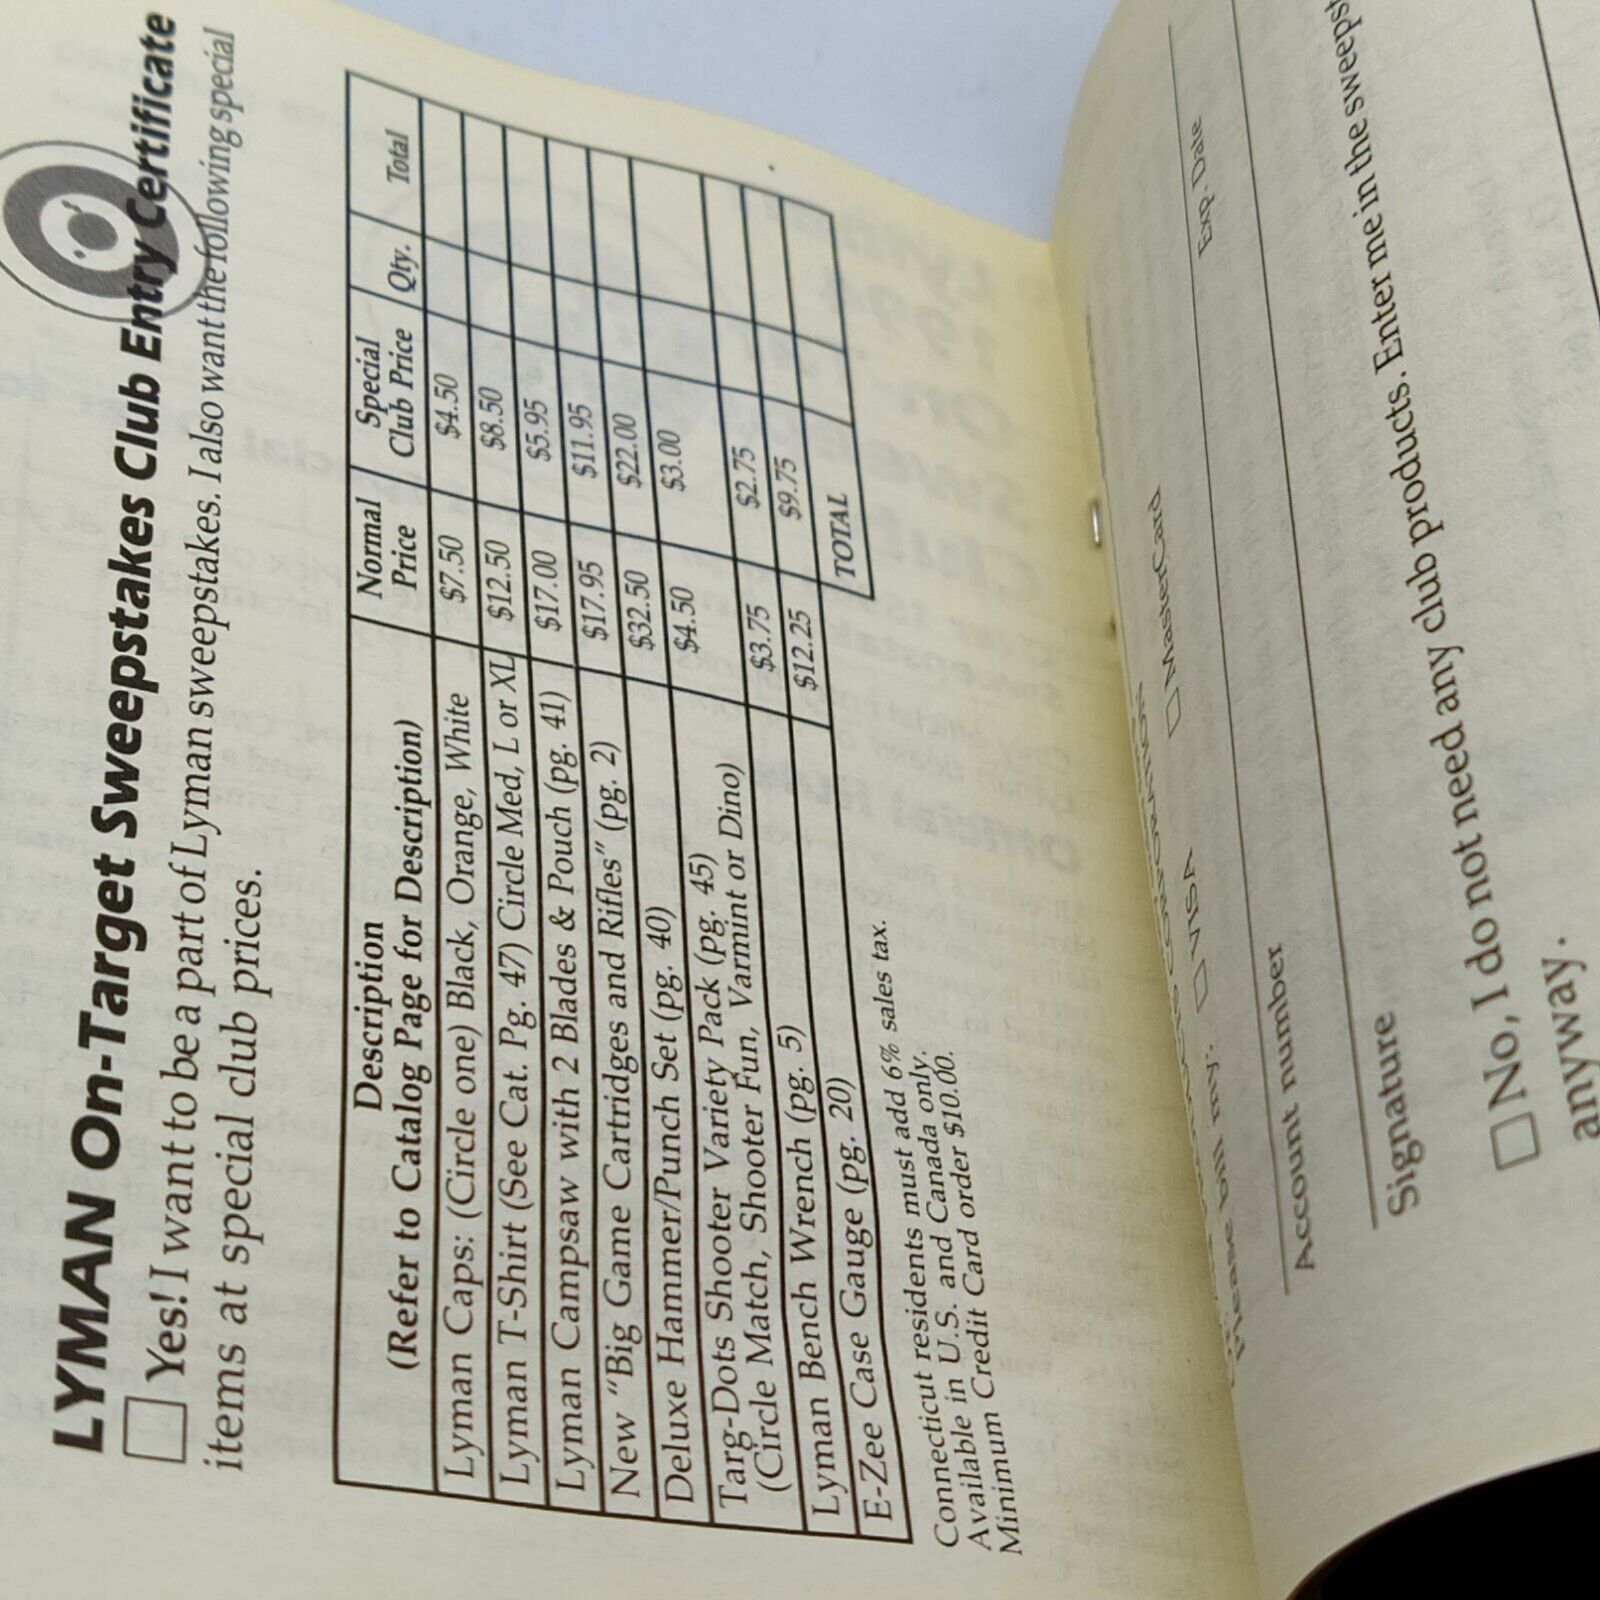 LYMAN On-Target Sweepstakes Club Entry Certificate
Yes! I want to be a part of Lyman sweepstakes. I also want the following special
items at special club prices.
Description (Refer to Catalog Page for Description) Normal Price Special Club Price Qty. Total
Lyman Caps: (Circle one) Black, Orange, White $7.50 $4.50
Lyman T-Shirt (See Cat. Pg. 47) Circle Med, L or XL $12.50 $8.50
Lyman Campsaw with 2 Blades & Pouch (pg. 41) $17.00 $5.95
New "Big Game Cartridges and Rifles" (pg. 2) $17.95 $11.95
Deluxe Hammer/Punch Set (pg. 40) $32.50 $22.00
Targ-Dots Shooter Variety Pack (pg. 45) $4.50 $3.00
(Circle Match, Shooter Fun, Varmint or Dino)
Lyman Bench Wrench (pg. 5) $3.75 $2.75
E-Zee Case Gauge (pg. 20) $12.25 $9.75
TOTAL
Connecticut residents must add 6% sales tax.
Available in U.S. and Canada only.
Minimum Credit Card order $10.00.
Please bill my: VISA MasterCard
Account number Exp. Date
Signature
No, I do not need any club products. Enter me in the
anyway.